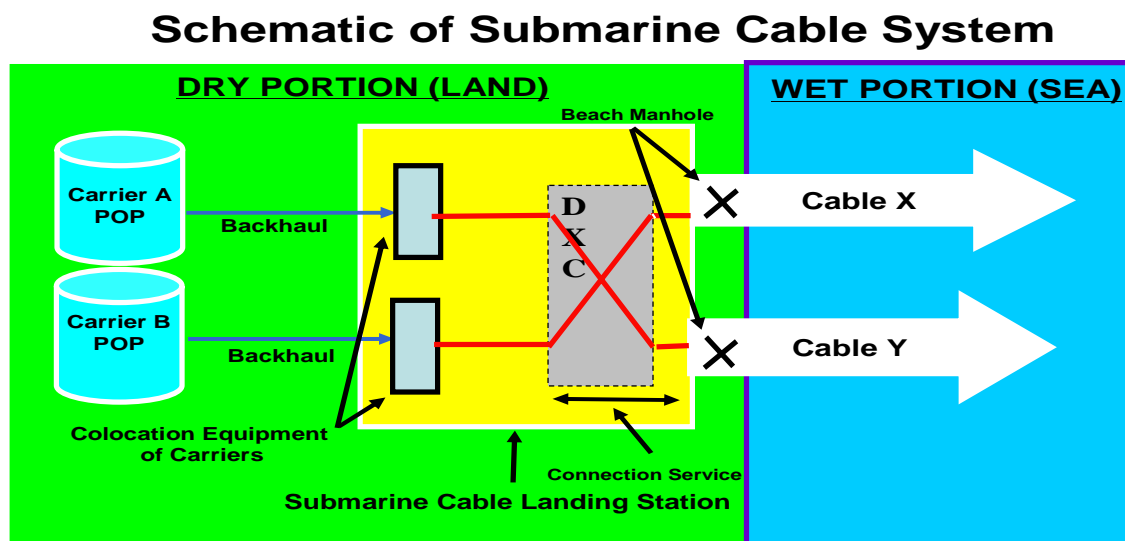 Schematic of Submarine Cable System
DRY PORTION (LAND)
WET PORTION (SEA)
Beach Manhole
Carrier A
POP
Backhaul
D
X
C
Cable X
Carrier B
POP
Backhaul
Cable Y
Colocation Equipment
of Carriers
Connection Service
Submarine Cable Landing Station